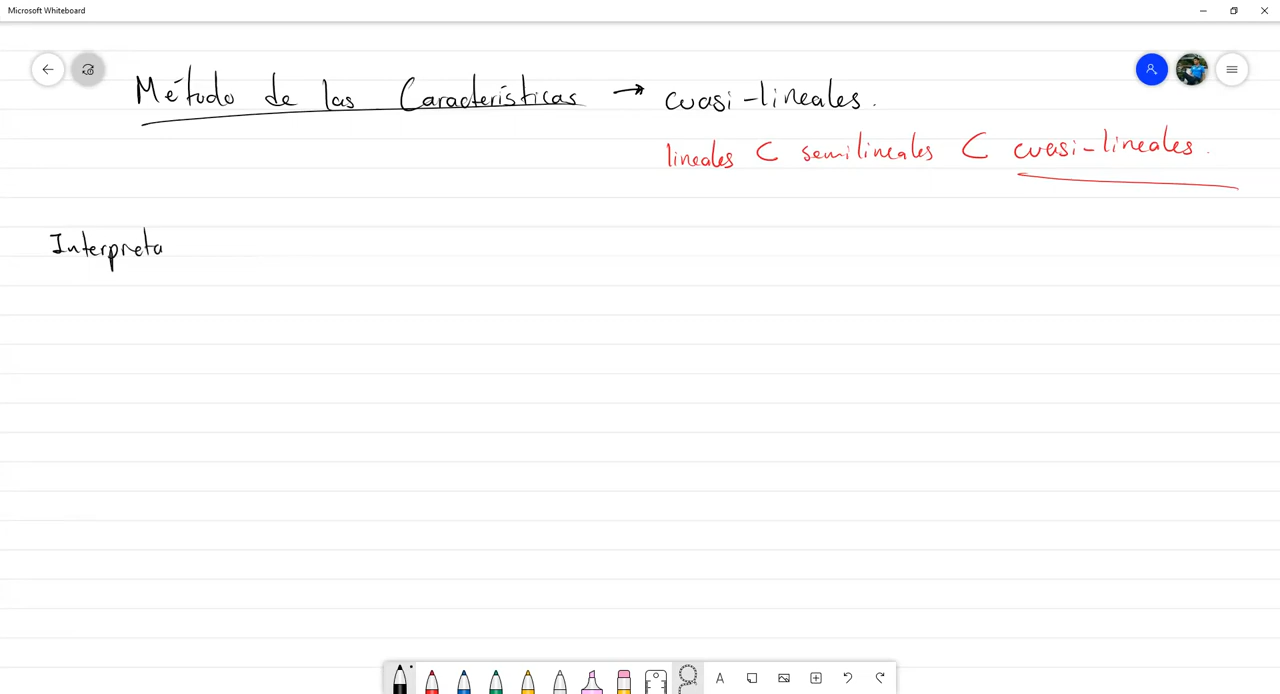 Microsoft Whiteboard
Método de las Características → cuasi-lineales.
lineales ⊂ semilineales ⊂ cuasi-lineales.
Interpreta
A